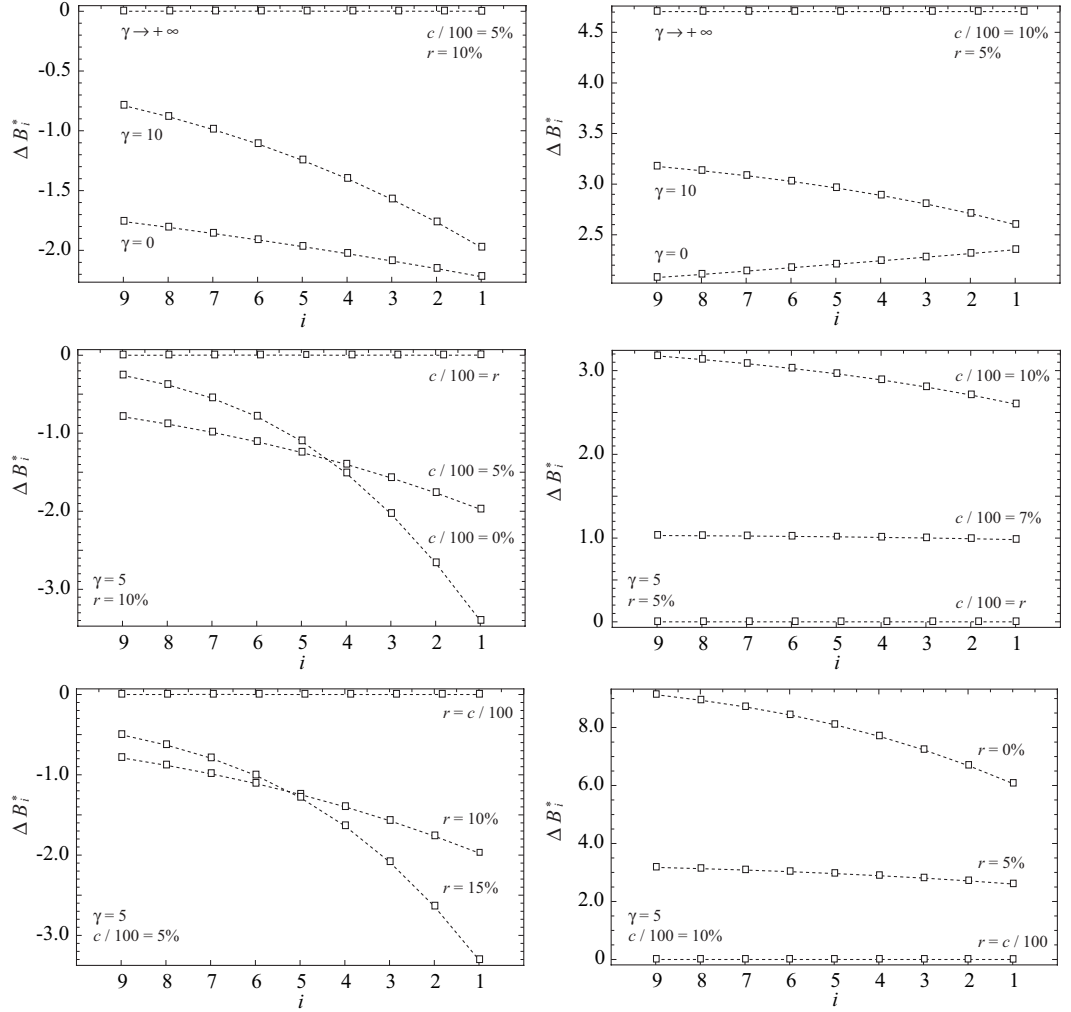 0
-0.5
-1.0
-1.5
-2.0
Δ B*i
γ → + ∞
c / 100 = 5%
r = 10%
γ = 10
γ = 0
9 8 7 6 5 4 3 2 1
i
4.5
4.0
3.5
3.0
2.5
Δ B*i
γ → + ∞
c / 100 = 10%
r = 5%
γ = 10
γ = 0
9 8 7 6 5 4 3 2 1
i
0
-1.0
-2.0
-3.0
Δ B*i
c / 100 = r
c / 100 = 5%
c / 100 = 0%
γ = 5
r = 10%
9 8 7 6 5 4 3 2 1
i
3.0
2.0
1.0
0
Δ B*i
c / 100 = 10%
c / 100 = 7%
γ = 5
r = 5%
c / 100 = r
9 8 7 6 5 4 3 2 1
i
0
-1.0
-2.0
-3.0
Δ B*i
r = c / 100
r = 10%
r = 15%
γ = 5
c / 100 = 5%
9 8 7 6 5 4 3 2 1
i
8.0
6.0
4.0
2.0
0
Δ B*i
r = 0%
r = 5%
γ = 5
c / 100 = 10%
r = c / 100
9 8 7 6 5 4 3 2 1
i